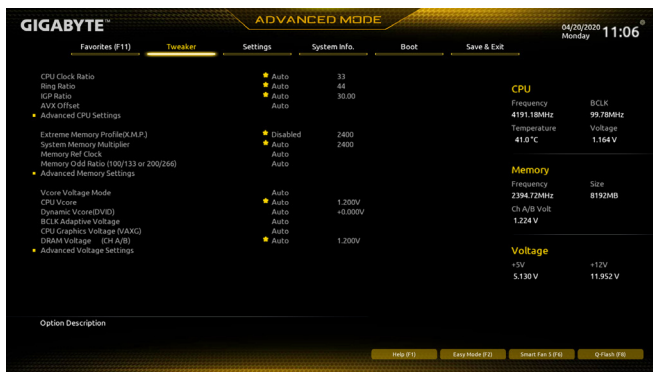 GIGABYTE™
ADVANCED MODE
04/20/2020
Monday
11:06
Favorites (F11) Tweaker Settings System Info. Boot Save & Exit
CPU Clock Ratio Auto 33
Ring Ratio Auto 44
IGP Ratio Auto 30.00
AVX Offset Auto
Advanced CPU Settings
Extreme Memory Profile(X.M.P.) Disabled 2400
System Memory Multiplier Auto 2400
Memory Ref Clock Auto
Memory Odd Ratio (100/133 or
200/266) Auto
Advanced Memory Settings
Vcore Voltage Mode Auto
CPU Vcore Auto 1.200V
Dynamic Vcore(DVID) Auto +0.000V
BCLK Adaptive Voltage Auto
CPU Graphics Voltage (VAXG) Auto
DRAM Voltage (CH A/B) Auto 1.200V
Advanced Voltage Settings
CPU
Frequency BCLK
4191.18MHz 99.78MHz
Temperature Voltage
41.0 °C 1.164 V
Memory
Frequency Size
2394.72MHz 8192MB
Ch A/B Volt
1.224 V
Voltage
+5V +12V
5.130 V 11.952 V
Option Description
Help (F1) Easy Mode (F2) Smart Fan 5 (F6) Q-Flash (F8)